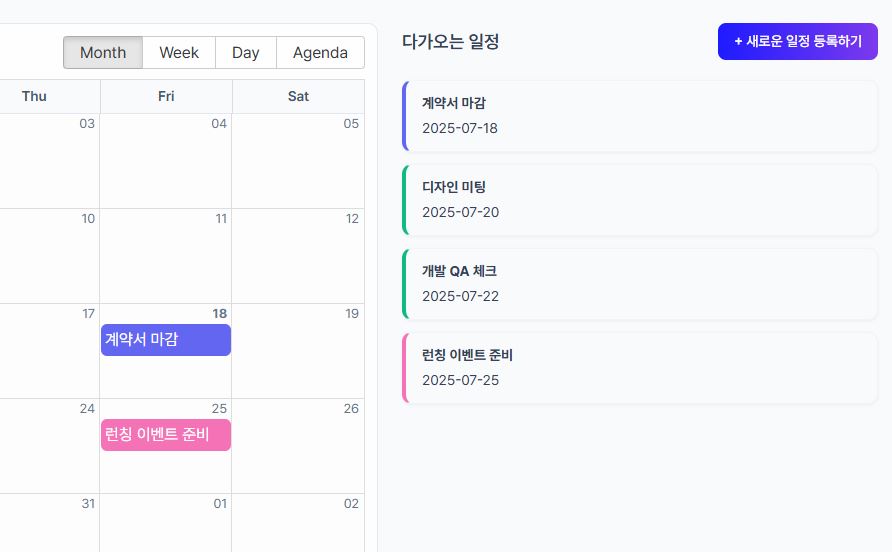 Month Week Day Agenda
Thu Fri Sat
03 04 05
10 11 12
17 18 19
계약서 마감
24 25 26
런칭 이벤트 준비
31 01 02
다가오는 일정
+ 새로운 일정 등록하기
계약서 마감
2025-07-18
디자인 미팅
2025-07-20
개발 QA 체크
2025-07-22
런칭 이벤트 준비
2025-07-25